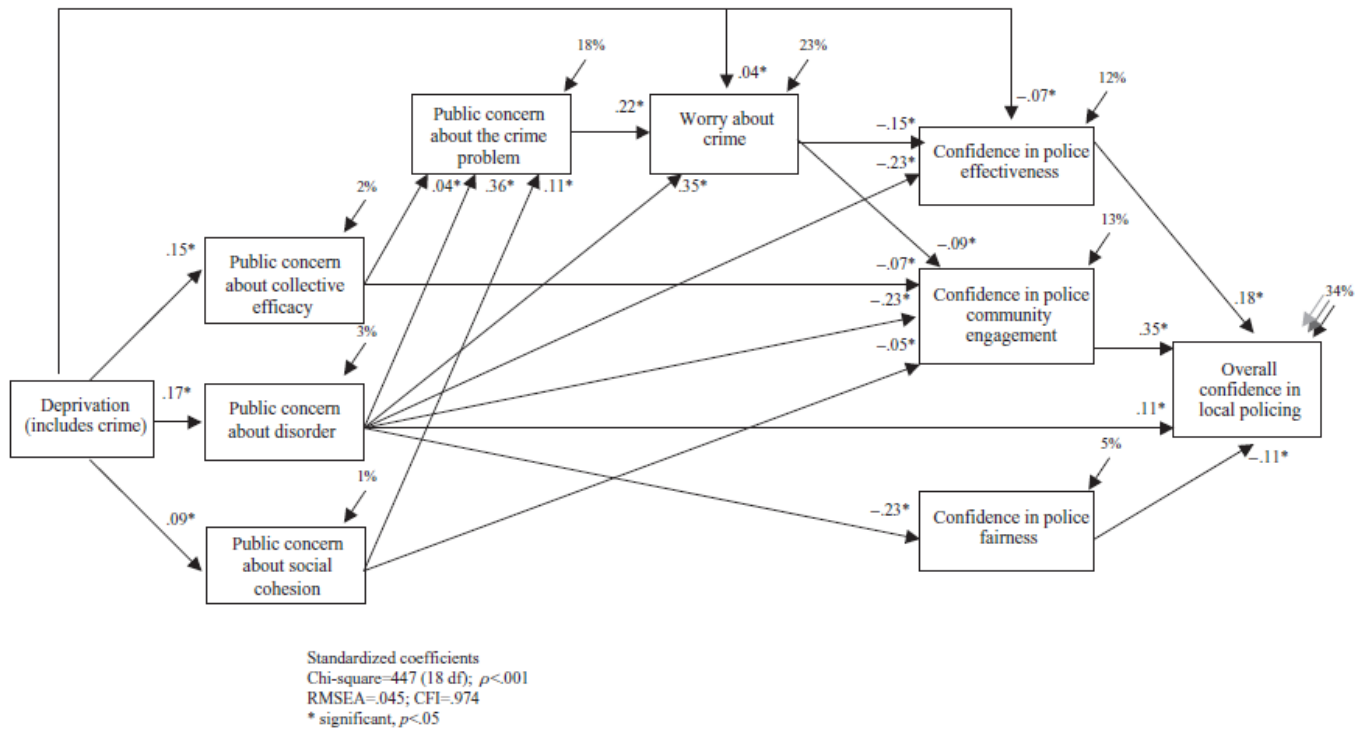 18%
23%
.04*
12%
–.07*
Public concern
about the crime
problem
.22*
Worry about
crime
–.15*
Confidence in police
effectiveness
–.23*
.04*
.36*
.11*
.35*
2%
13%
.15*
Public concern
about collective
efficacy
–.09*
–.07*
Confidence in police
community
engagement
–.23*
–.05*
.18*
34%
.35*
3%
Deprivation
(includes crime)
.17*
Public concern
about disorder
Overall
confidence in
local policing
.11*
–.11*
1%
5%
.09*
Public concern
about social
cohesion
–.23*
Confidence in police
fairness
Standardized coefficients
Chi-square=447 (18 df); ρ<.001
RMSEA=.045; CFI=.974
* significant, p<.05